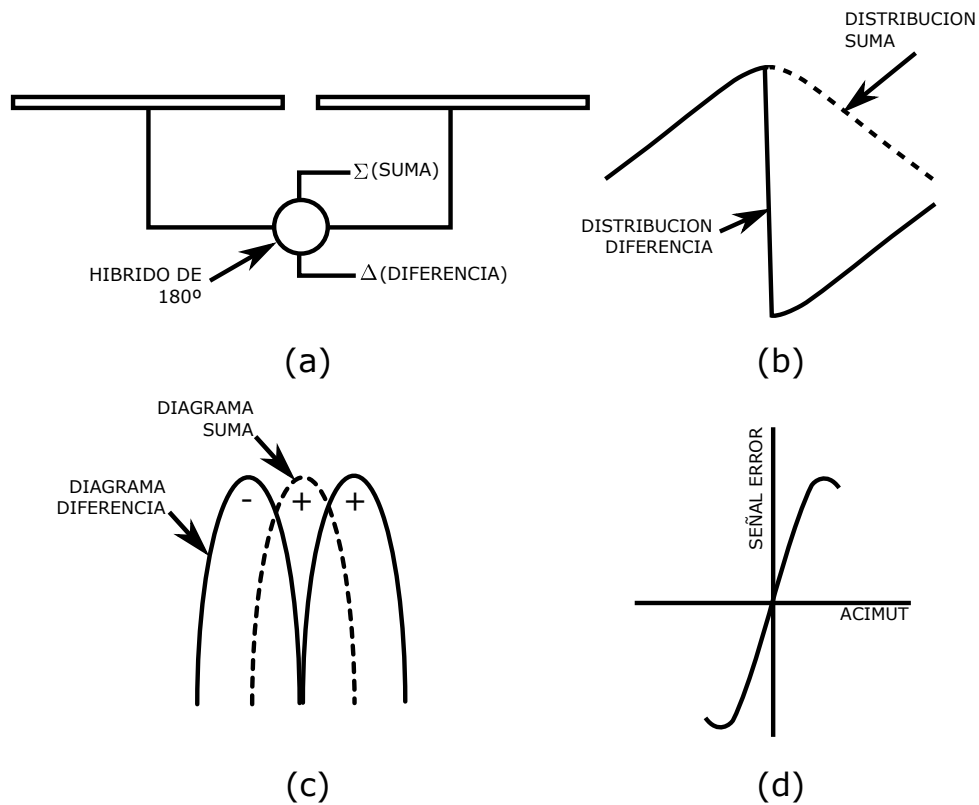 Σ(SUMA)
HIBRIDO DE
180º
Δ(DIFERENCIA)
(a)
DISTRIBUCION
SUMA
DISTRIBUCION
DIFERENCIA
(b)
DIAGRAMA
SUMA
DIAGRAMA
DIFERENCIA
- + +
(c)
SEÑAL ERROR
ACIMUT
(d)